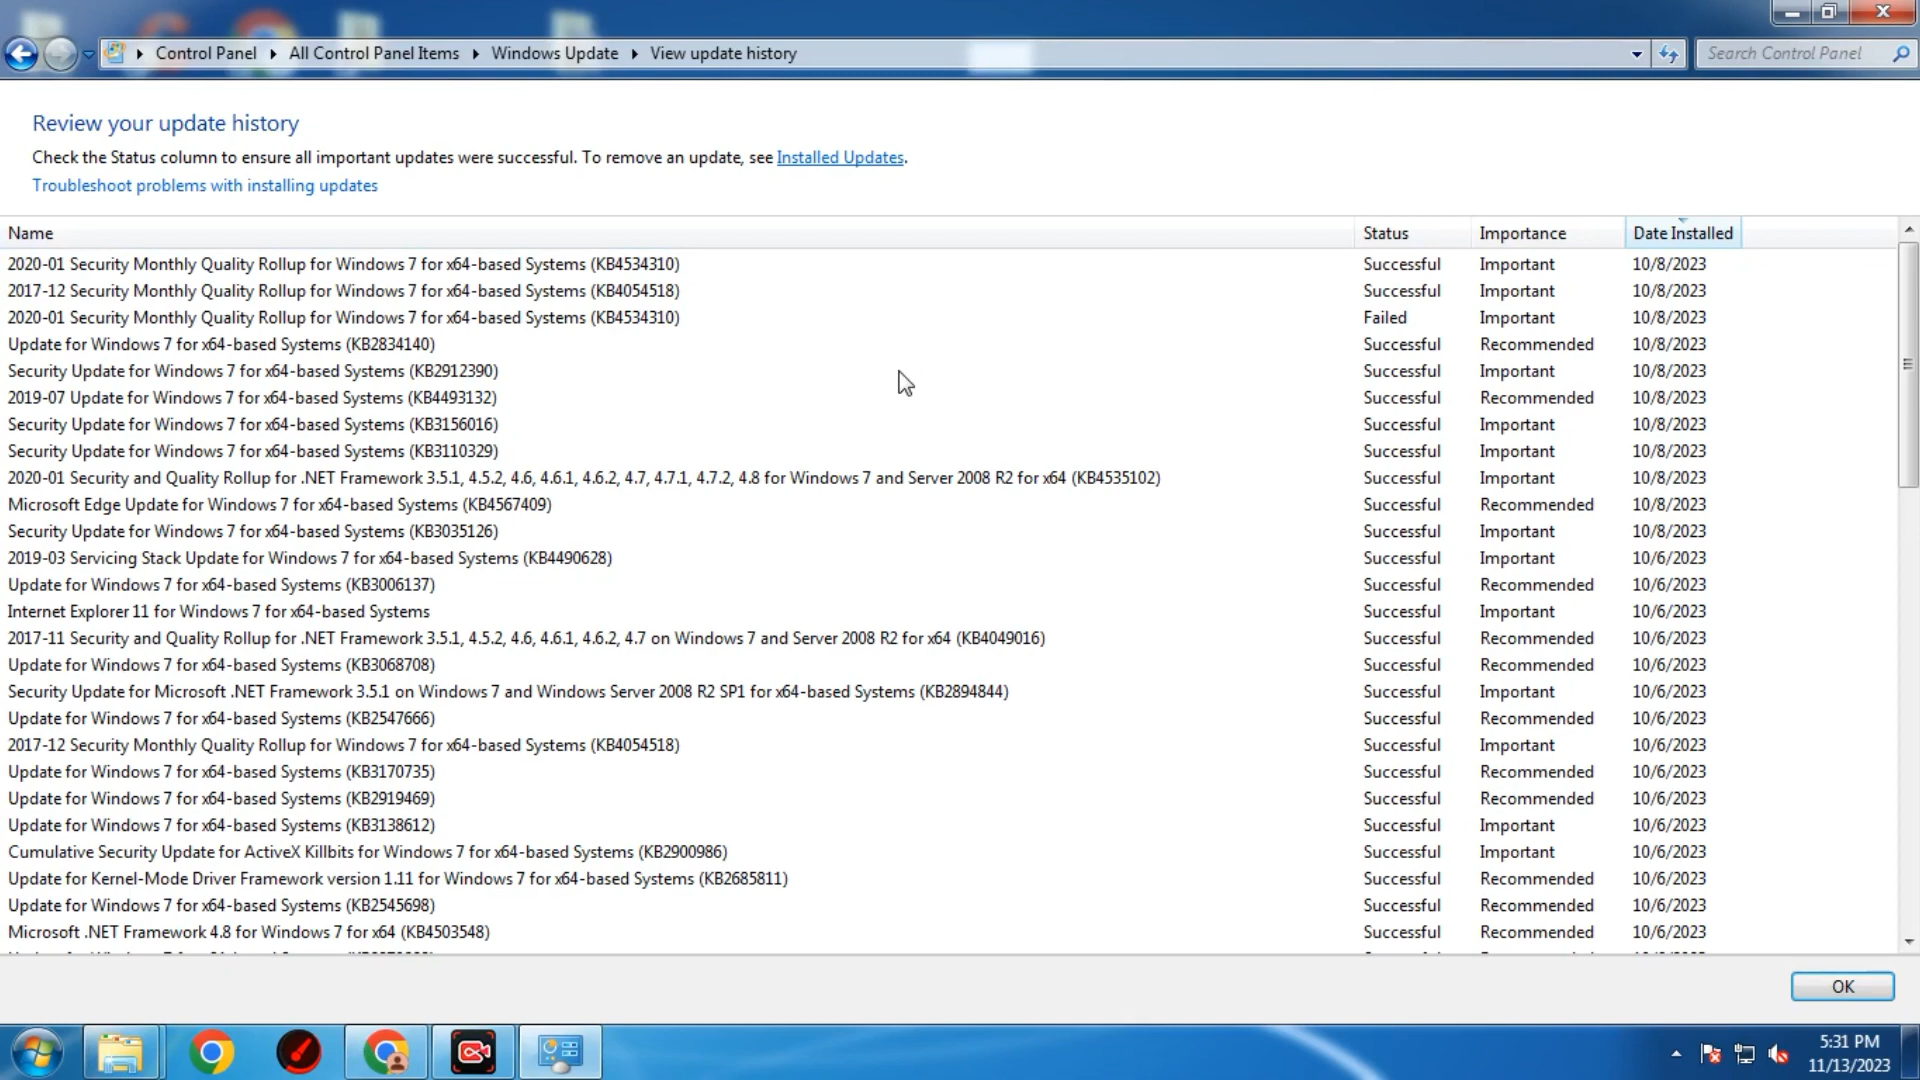 Control Panel ▸ All Control Panel Items ▸ Windows Update ▸ View update history
Search Control Panel
Review your update history
Check the Status column to ensure all important updates were successful. To remove an update, see Installed Updates.
Troubleshoot problems with installing updates
Name Status Importance Date Installed
2020-01 Security Monthly Quality Rollup for Windows 7 for x64-based Systems (KB4534310) Successful Important 10/8/2023
2017-12 Security Monthly Quality Rollup for Windows 7 for x64-based Systems (KB4054518) Successful Important 10/8/2023
2020-01 Security Monthly Quality Rollup for Windows 7 for x64-based Systems (KB4534310) Failed Important 10/8/2023
Update for Windows 7 for x64-based Systems (KB2834140) Successful Recommended 10/8/2023
Security Update for Windows 7 for x64-based Systems (KB2912390) Successful Important 10/8/2023
2019-07 Update for Windows 7 for x64-based Systems (KB4493132) Successful Recommended 10/8/2023
Security Update for Windows 7 for x64-based Systems (KB3156016) Successful Important 10/8/2023
Security Update for Windows 7 for x64-based Systems (KB3110329) Successful Important 10/8/2023
2020-01 Security and Quality Rollup for .NET Framework 3.5.1, 4.5.2, 4.6, 4.6.1, 4.6.2, 4.7, 4.7.1, 4.7.2, 4.8 for Windows 7 and Server 2008 R2 for x64 (KB4535102) Successful Important 10/8/2023
Microsoft Edge Update for Windows 7 for x64-based Systems (KB4567409) Successful Recommended 10/8/2023
Security Update for Windows 7 for x64-based Systems (KB3035126) Successful Important 10/8/2023
2019-03 Servicing Stack Update for Windows 7 for x64-based Systems (KB4490628) Successful Important 10/6/2023
Update for Windows 7 for x64-based Systems (KB3006137) Successful Recommended 10/6/2023
Internet Explorer 11 for Windows 7 for x64-based Systems Successful Important 10/6/2023
2017-11 Security and Quality Rollup for .NET Framework 3.5.1, 4.5.2, 4.6, 4.6.1, 4.6.2, 4.7 on Windows 7 and Server 2008 R2 for x64 (KB4049016) Successful Recommended 10/6/2023
Update for Windows 7 for x64-based Systems (KB3068708) Successful Recommended 10/6/2023
Security Update for Microsoft .NET Framework 3.5.1 on Windows 7 and Windows Server 2008 R2 SP1 for x64-based Systems (KB2894844) Successful Important 10/6/2023
Update for Windows 7 for x64-based Systems (KB2547666) Successful Recommended 10/6/2023
2017-12 Security Monthly Quality Rollup for Windows 7 for x64-based Systems (KB4054518) Successful Important 10/6/2023
Update for Windows 7 for x64-based Systems (KB3170735) Successful Recommended 10/6/2023
Update for Windows 7 for x64-based Systems (KB2919469) Successful Recommended 10/6/2023
Update for Windows 7 for x64-based Systems (KB3138612) Successful Important 10/6/2023
Cumulative Security Update for ActiveX Killbits for Windows 7 for x64-based Systems (KB2900986) Successful Important 10/6/2023
Update for Kernel-Mode Driver Framework version 1.11 for Windows 7 for x64-based Systems (KB2685811) Successful Recommended 10/6/2023
Update for Windows 7 for x64-based Systems (KB2545698) Successful Recommended 10/6/2023
Microsoft .NET Framework 4.8 for Windows 7 for x64 (KB4503548) Successful Recommended 10/6/2023
OK
5:31 PM
11/13/2023